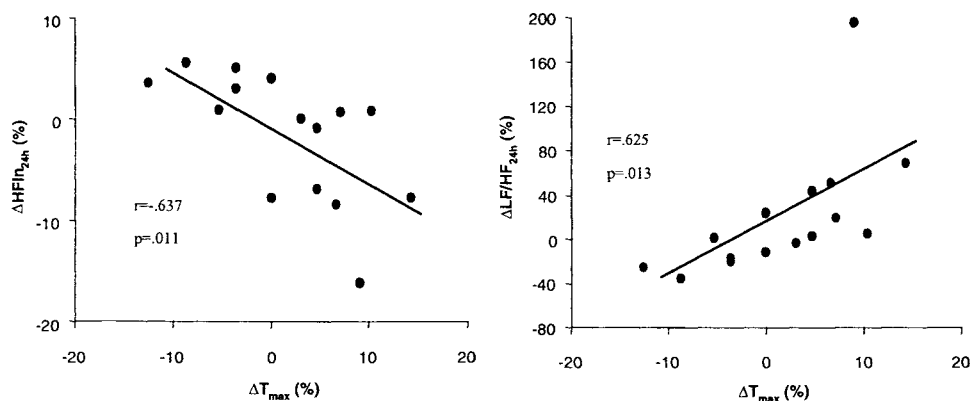 10
0
-10
-20
ΔHFln24h (%)
r=-.637
p=.011
-20 -10 0 10 20
ΔTmax (%)
200
160
120
80
40
0
-40
-80
ΔLF/HF24h (%)
r=.625
p=.013
-20 -10 0 10 20
ΔTmax (%)